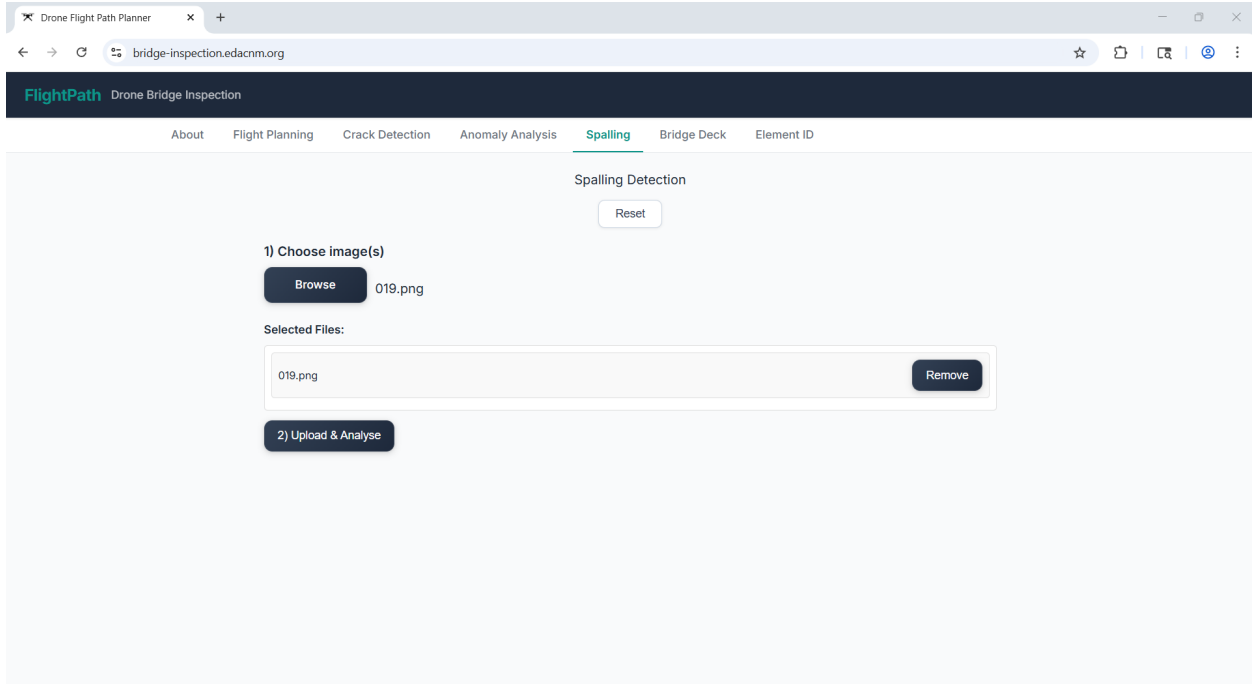 Drone Flight Path Planner
bridge-inspection.edacnm.org
FlightPath Drone Bridge Inspection
About Flight Planning Crack Detection Anomaly Analysis Spalling Bridge Deck Element ID
Spalling Detection
Reset
1) Choose image(s)
Browse 019.png
Selected Files:
019.png Remove
2) Upload & Analyse